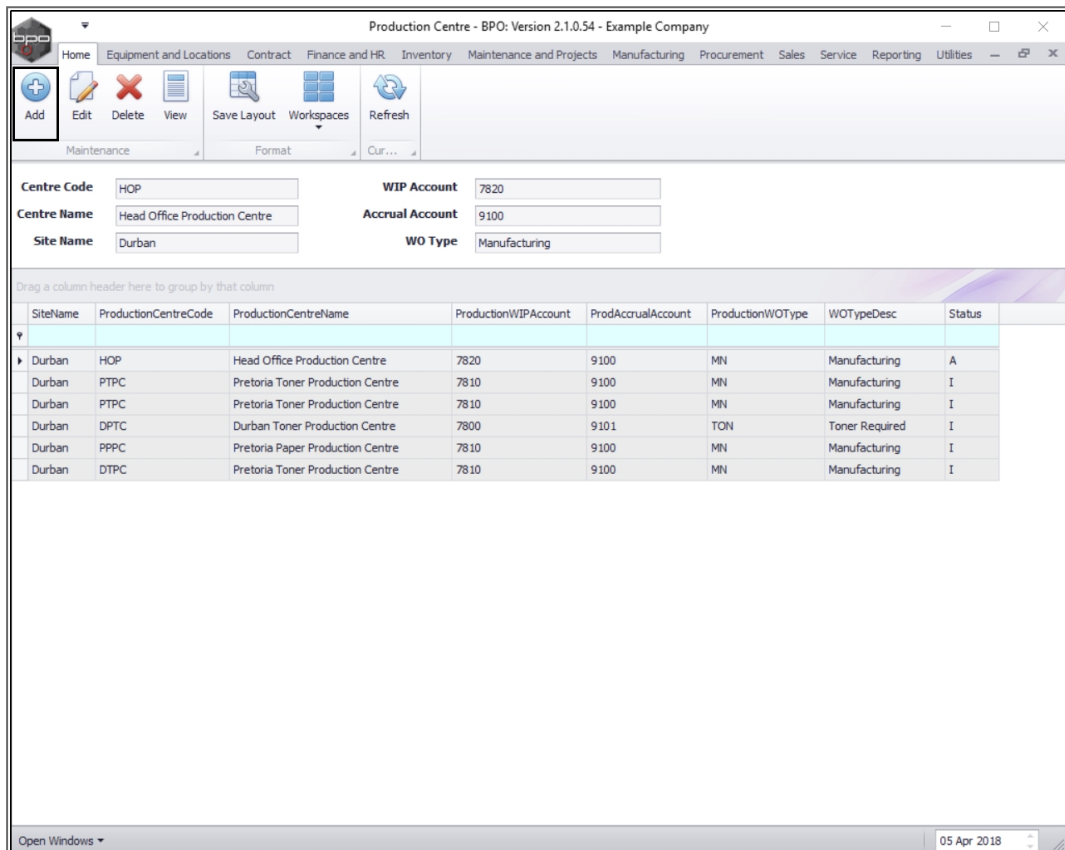 Production Centre - BPO: Version 2.1.0.54 - Example Company
bpo
Home Equipment and Locations Contract Finance and HR Inventory Maintenance and Projects Manufacturing Procurement Sales Service Reporting Utilities
Add Edit Delete View Save Layout Workspaces Refresh
Maintenance Format Cur...
Centre Code HOP WIP Account 7820
Centre Name Head Office Production Centre Accrual Account 9100
Site Name Durban WO Type Manufacturing
Drag a column header here to group by that column
SiteName ProductionCentreCode ProductionCentreName ProductionWIPAccount ProdAccrualAccount ProductionWOType WOTypeDesc Status
Durban HOP Head Office Production Centre 7820 9100 MN Manufacturing A
Durban PTPC Pretoria Toner Production Centre 7810 9100 MN Manufacturing I
Durban PTPC Pretoria Toner Production Centre 7810 9100 MN Manufacturing I
Durban DPTC Durban Toner Production Centre 7800 9101 TON Toner Required I
Durban PPPC Pretoria Paper Production Centre 7810 9100 MN Manufacturing I
Durban DTPC Pretoria Toner Production Centre 7810 9100 MN Manufacturing I
Open Windows 05 Apr 2018